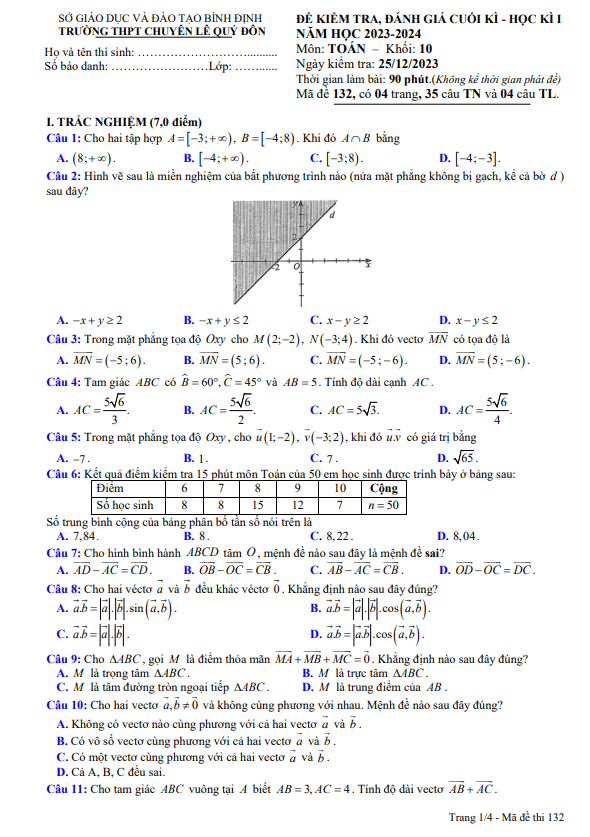 SỞ GIÁO DỤC VÀ ĐÀO TẠO BÌNH ĐỊNH
TRƯỜNG THPT CHUYÊN LÊ QUÝ ĐÔN
Họ và tên thí sinh: ……………………………..........
Số báo danh: …………………….Lớp: ……..........
ĐỀ KIỂM TRA, ĐÁNH GIÁ CUỐI KÌ - HỌC KÌ I
NĂM HỌC 2023-2024
Môn: TOÁN – Khối: 10
Ngày kiểm tra: 25/12/2023
Thời gian làm bài: 90 phút.(Không kể thời gian phát đề)
Mã đề 132, có 04 trang, 35 câu TN và 04 câu TL.
I. TRẮC NGHIỆM (7,0 điểm)
Câu 1: Cho hai tập hợp A=[−3;+∞), B=[−4;8). Khi đó A∩B bằng
A. (8;+∞). B. [−4;+∞). C. [−3;8). D. [−4;−3].
Câu 2: Hình vẽ sau là miền nghiệm của bất phương trình nào (nửa mặt phẳng không bị gạch, kể cả bờ d )
sau đây?
y
d
2
-2 O x
A. −x+y≥2 B. −x+y≤2 C. x−y≥2 D. x−y≤2
Câu 3: Trong mặt phẳng tọa độ Oxy cho M(2;−2), N(−3;4). Khi đó vectơ \overrightarrow{MN} có tọa độ là
A. \overrightarrow{MN}=(−5;6). B. \overrightarrow{MN}=(5;6). C. \overrightarrow{MN}=(−5;−6). D. \overrightarrow{MN}=(5;−6).
Câu 4: Tam giác ABC có \hat{B}=60°, \hat{C}=45° và AB=5. Tính độ dài cạnh AC.
A. AC=\frac{5√6}{3}. B. AC=\frac{5√6}{2}. C. AC=5√3. D. AC=\frac{5√6}{4}.
Câu 5: Trong mặt phẳng tọa độ Oxy, cho \vec{u}(1;−2), \vec{v}(−3;2), khi đó \vec{u}.\vec{v} có giá trị bằng
A. −7. B. 1. C. 7. D. √65.
Câu 6: Kết quả điểm kiểm tra 15 phút môn Toán của 50 em học sinh được trình bày ở bảng sau:
Điểm 6 7 8 9 10 Cộng
Số học sinh 8 8 15 12 7 n=50
Số trung bình cộng của bảng phân bố tần số nói trên là
A. 7,84. B. 8. C. 8,22. D. 8,04.
Câu 7: Cho hình bình hành ABCD tâm O, mệnh đề nào sau đây là mệnh đề sai?
A. \overrightarrow{AD}−\overrightarrow{AC}=\overrightarrow{CD}. B. \overrightarrow{OB}−\overrightarrow{OC}=\overrightarrow{CB}. C. \overrightarrow{AB}−\overrightarrow{AC}=\overrightarrow{CB}. D. \overrightarrow{OD}−\overrightarrow{OC}=\overrightarrow{DC}.
Câu 8: Cho hai véctơ \vec{a} và \vec{b} đều khác véctơ \vec{0}. Khẳng định nào sau đây đúng?
A. \vec{a}.\vec{b}=|\vec{a}|.|\vec{b}|.sin(\vec{a},\vec{b}). B. \vec{a}.\vec{b}=|\vec{a}|.|\vec{b}|.cos(\vec{a},\vec{b}).
C. \vec{a}.\vec{b}=|\vec{a}|.|\vec{b}|. D. \vec{a}.\vec{b}=|\vec{a}.\vec{b}|.cos(\vec{a},\vec{b}).
Câu 9: Cho ΔABC, gọi M là điểm thỏa mãn \overrightarrow{MA}+\overrightarrow{MB}+\overrightarrow{MC}=\vec{0}. Khẳng định nào sau đây đúng?
A. M là trọng tâm ΔABC. B. M là trực tâm ΔABC.
C. M là tâm đường tròn ngoại tiếp ΔABC. D. M là trung điểm của AB.
Câu 10: Cho hai vectơ \vec{a},\vec{b}≠\vec{0} và không cùng phương với nhau. Mệnh đề nào sau đây đúng?
A. Không có vectơ nào cùng phương với cả hai vectơ \vec{a} và \vec{b}.
B. Có vô số vectơ cùng phương với cả hai vectơ \vec{a} và \vec{b}.
C. Có một vectơ cùng phương với cả hai vectơ \vec{a} và \vec{b}.
D. Cả A, B, C đều sai.
Câu 11: Cho tam giác ABC vuông tại A biết AB=3, AC=4. Tính độ dài vectơ \overrightarrow{AB}+\overrightarrow{AC}.
Trang 1/4 - Mã đề thi 132